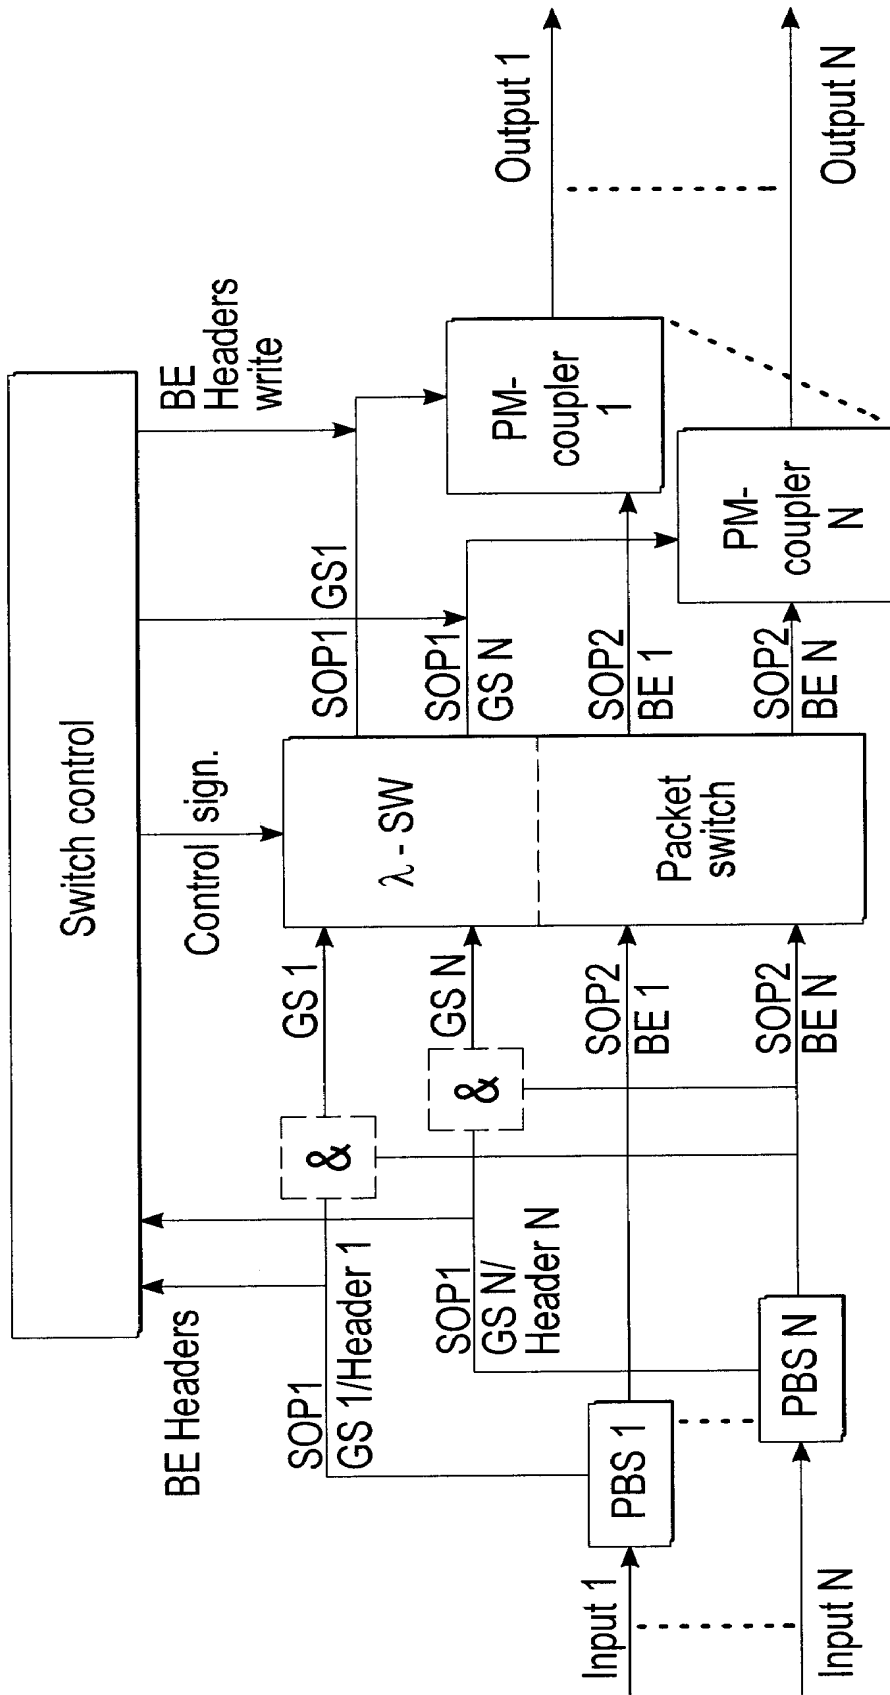 Switch control
BE Headers
Control sign.
BE
Headers
write
SOP1
GS 1/Header 1
SOP1
GS N/
Header N
&
&
GS 1
GS N
SOP2
BE 1
SOP2
BE N
λ - SW
Packet
switch
SOP1 GS1
SOP1
GS N
SOP2
BE 1
SOP2
BE N
PM-
coupler
1
PM-
coupler
N
Output 1
Output N
Input 1
Input N
PBS 1
PBS N